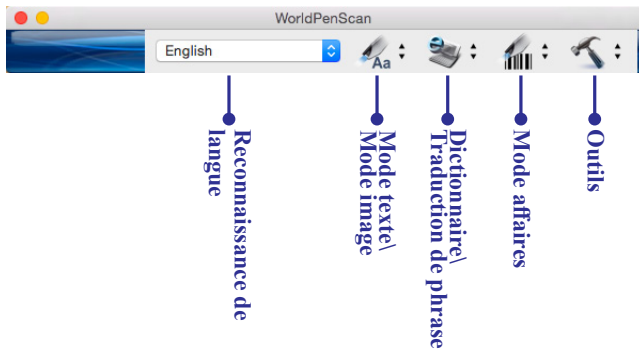 WorldPenScan
English
Aa
Reconnaissance de
langue
Mode texte\
Mode image
Dictionnaire\
Traduction de phrase
Mode affaires
Outils